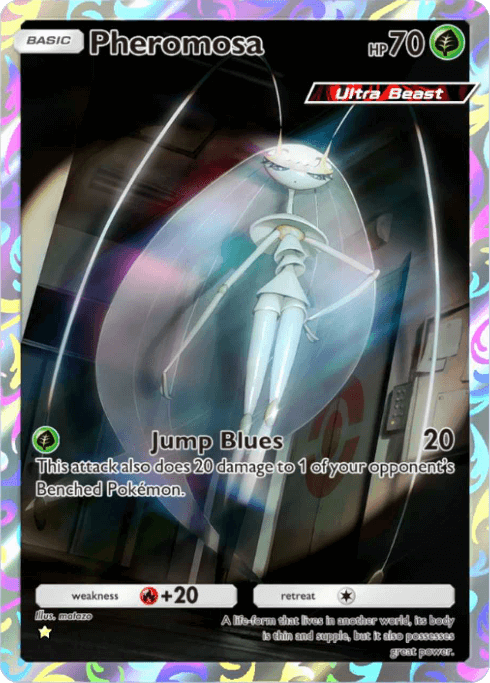 BASIC Pheromosa HP 70
Ultra Beast
Jump Blues 20
This attack also does 20 damage to 1 of your opponent's
Benched Pokémon.
weakness +20 retreat
Illus. matazo
A life-form that lives in another world, its body
is thin and supple, but it also possesses
great power.